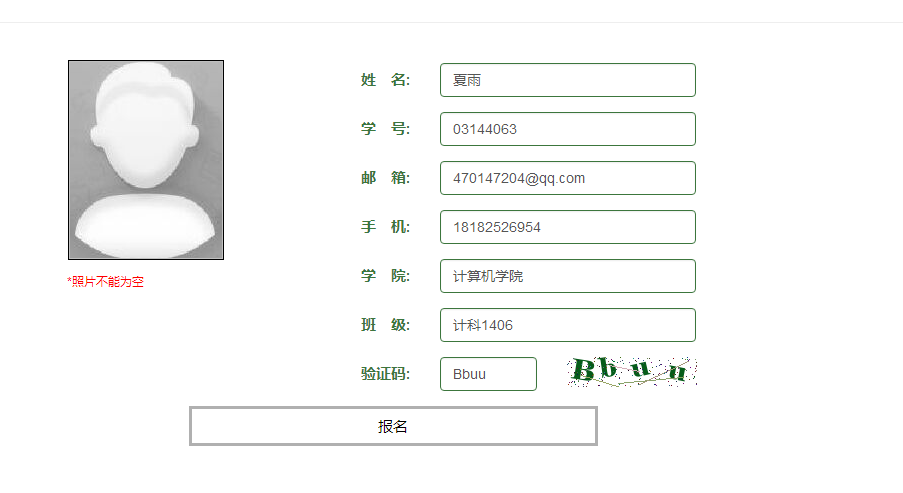 姓 名: 夏雨
学 号: 03144063
邮 箱: 470147204@qq.com
手 机: 18182526954
*照片不能为空
学 院: 计算机学院
班 级: 计科1406
验证码: Bbuu Bbuu
报名